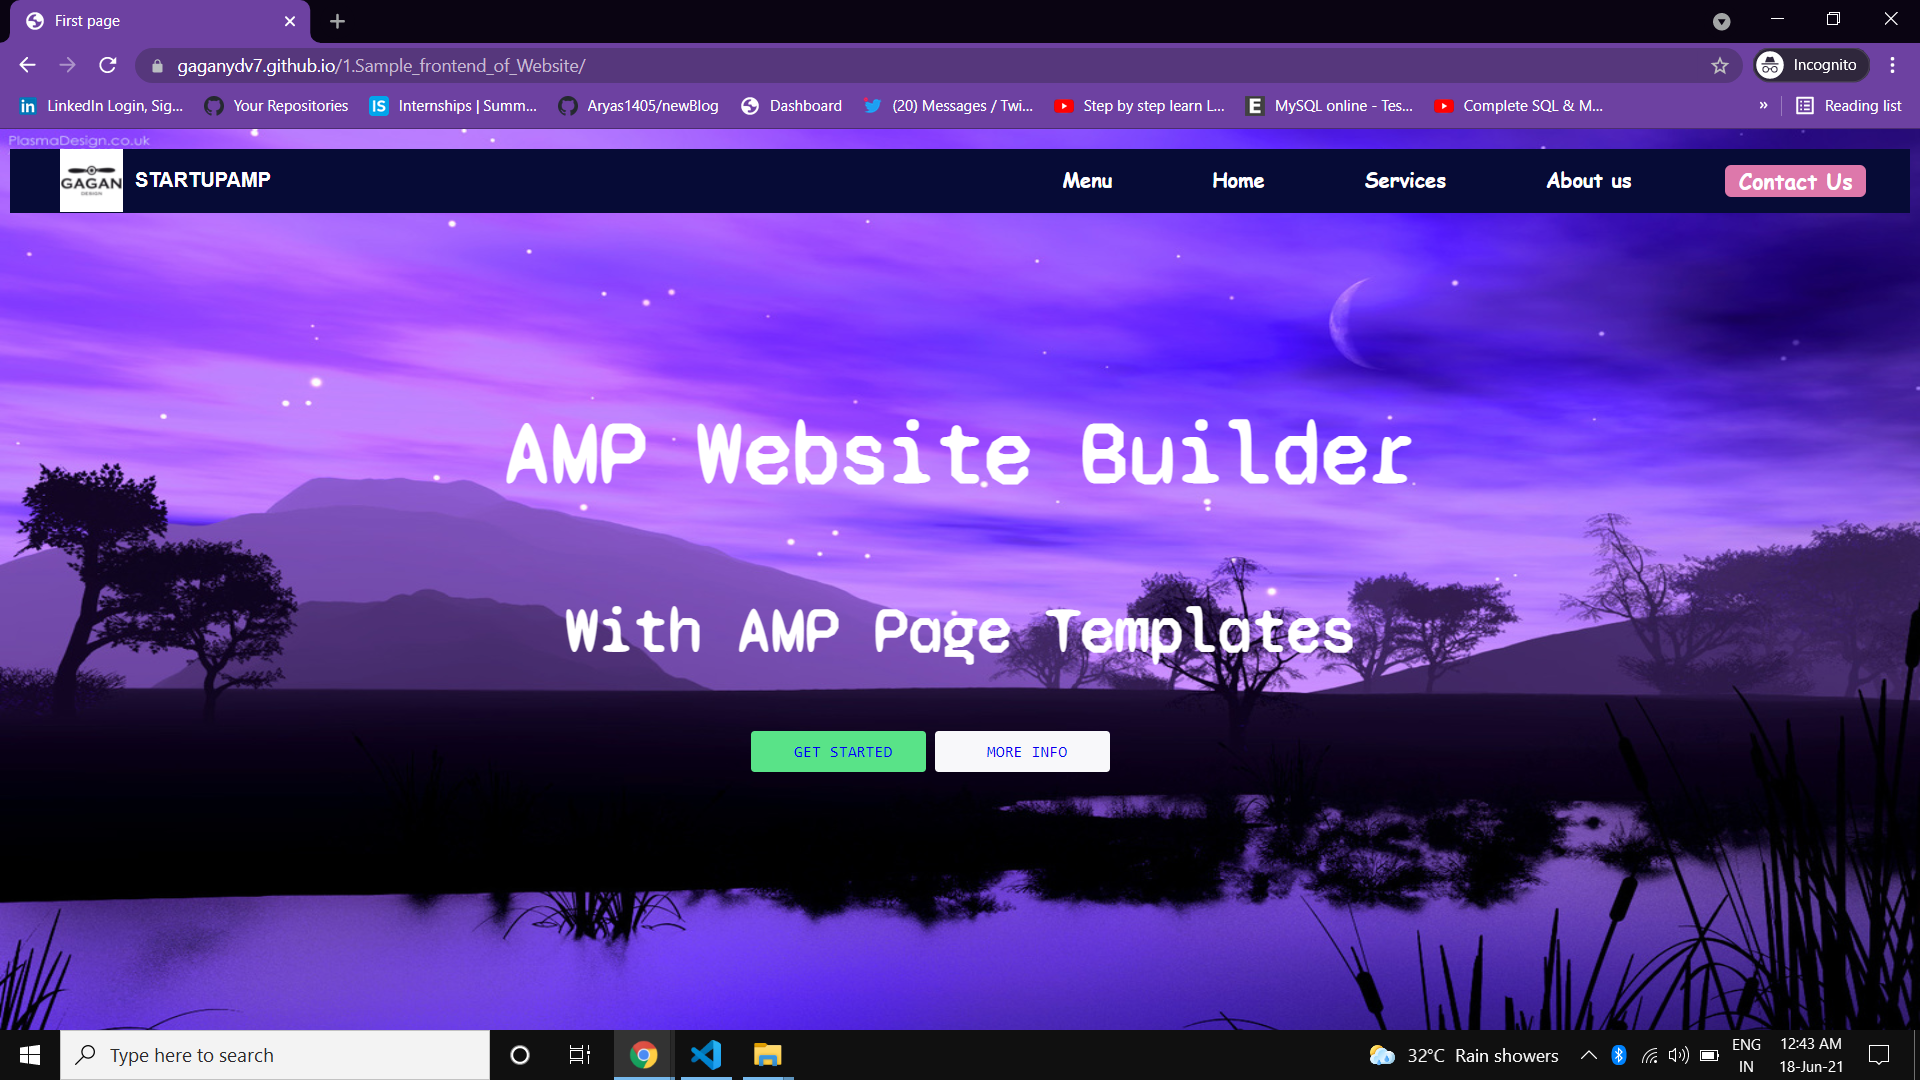 First page
gaganydv7.github.io/1.Sample_frontend_of_Website/
Incognito
LinkedIn Login, Sig...
Your Repositories
IS
Internships | Summ...
Aryas1405/newBlog
Dashboard
(20) Messages / Twi...
Step by step learn L...
E
MySQL online - Tes...
Complete SQL & M...
»
Reading list
PlasmaDesign.co.uk
GAGAN
DESIGN
STARTUPAMP
Menu
Home
Services
About us
Contact Us
AMP Website Builder
With AMP Page Templates
GET STARTED
MORE INFO
Type here to search
32°C Rain showers
ENG
IN
12:43 AM
18-Jun-21